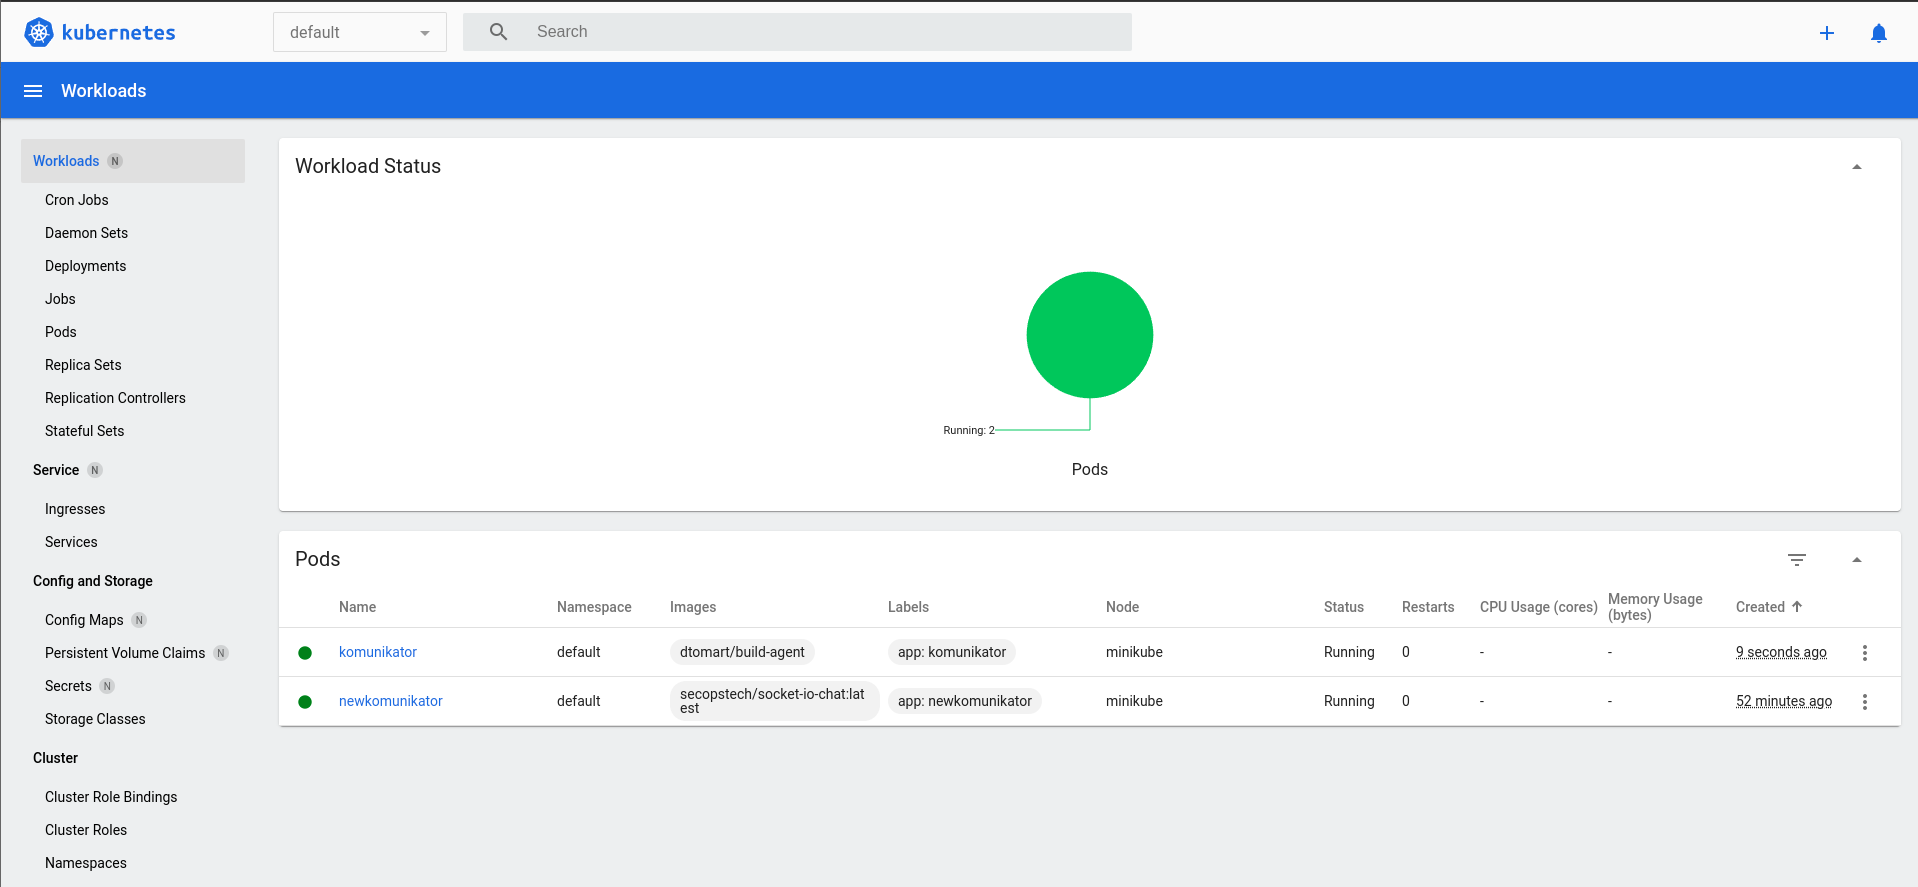 kubernetes
default
Search
Workloads
Workloads N
Cron Jobs
Daemon Sets
Deployments
Jobs
Pods
Replica Sets
Replication Controllers
Stateful Sets
Service N
Ingresses
Services
Config and Storage
Config Maps N
Persistent Volume Claims N
Secrets N
Storage Classes
Cluster
Cluster Role Bindings
Cluster Roles
Namespaces
Workload Status
Running: 2
Pods
Pods
Name Namespace Images Labels Node Status Restarts CPU Usage (cores) Memory Usage
(bytes) Created
komunikator default dtomart/build-agent app: komunikator minikube Running 0 - - 9 seconds ago
newkomunikator default secopstech/socket-io-chat:lat
est app: newkomunikator minikube Running 0 - - 52 minutes ago